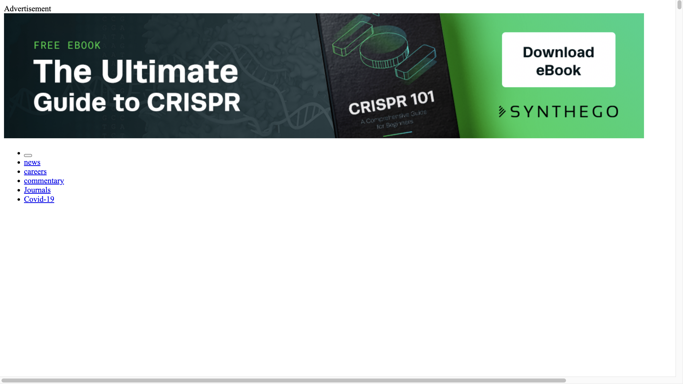 Advertisement
FREE EBOOK
The Ultimate
Guide to CRISPR
CRISPR 101
A Comprehensive Guide
for Beginners
Download
eBook
SYNTHEGO
news
careers
commentary
Journals
Covid-19